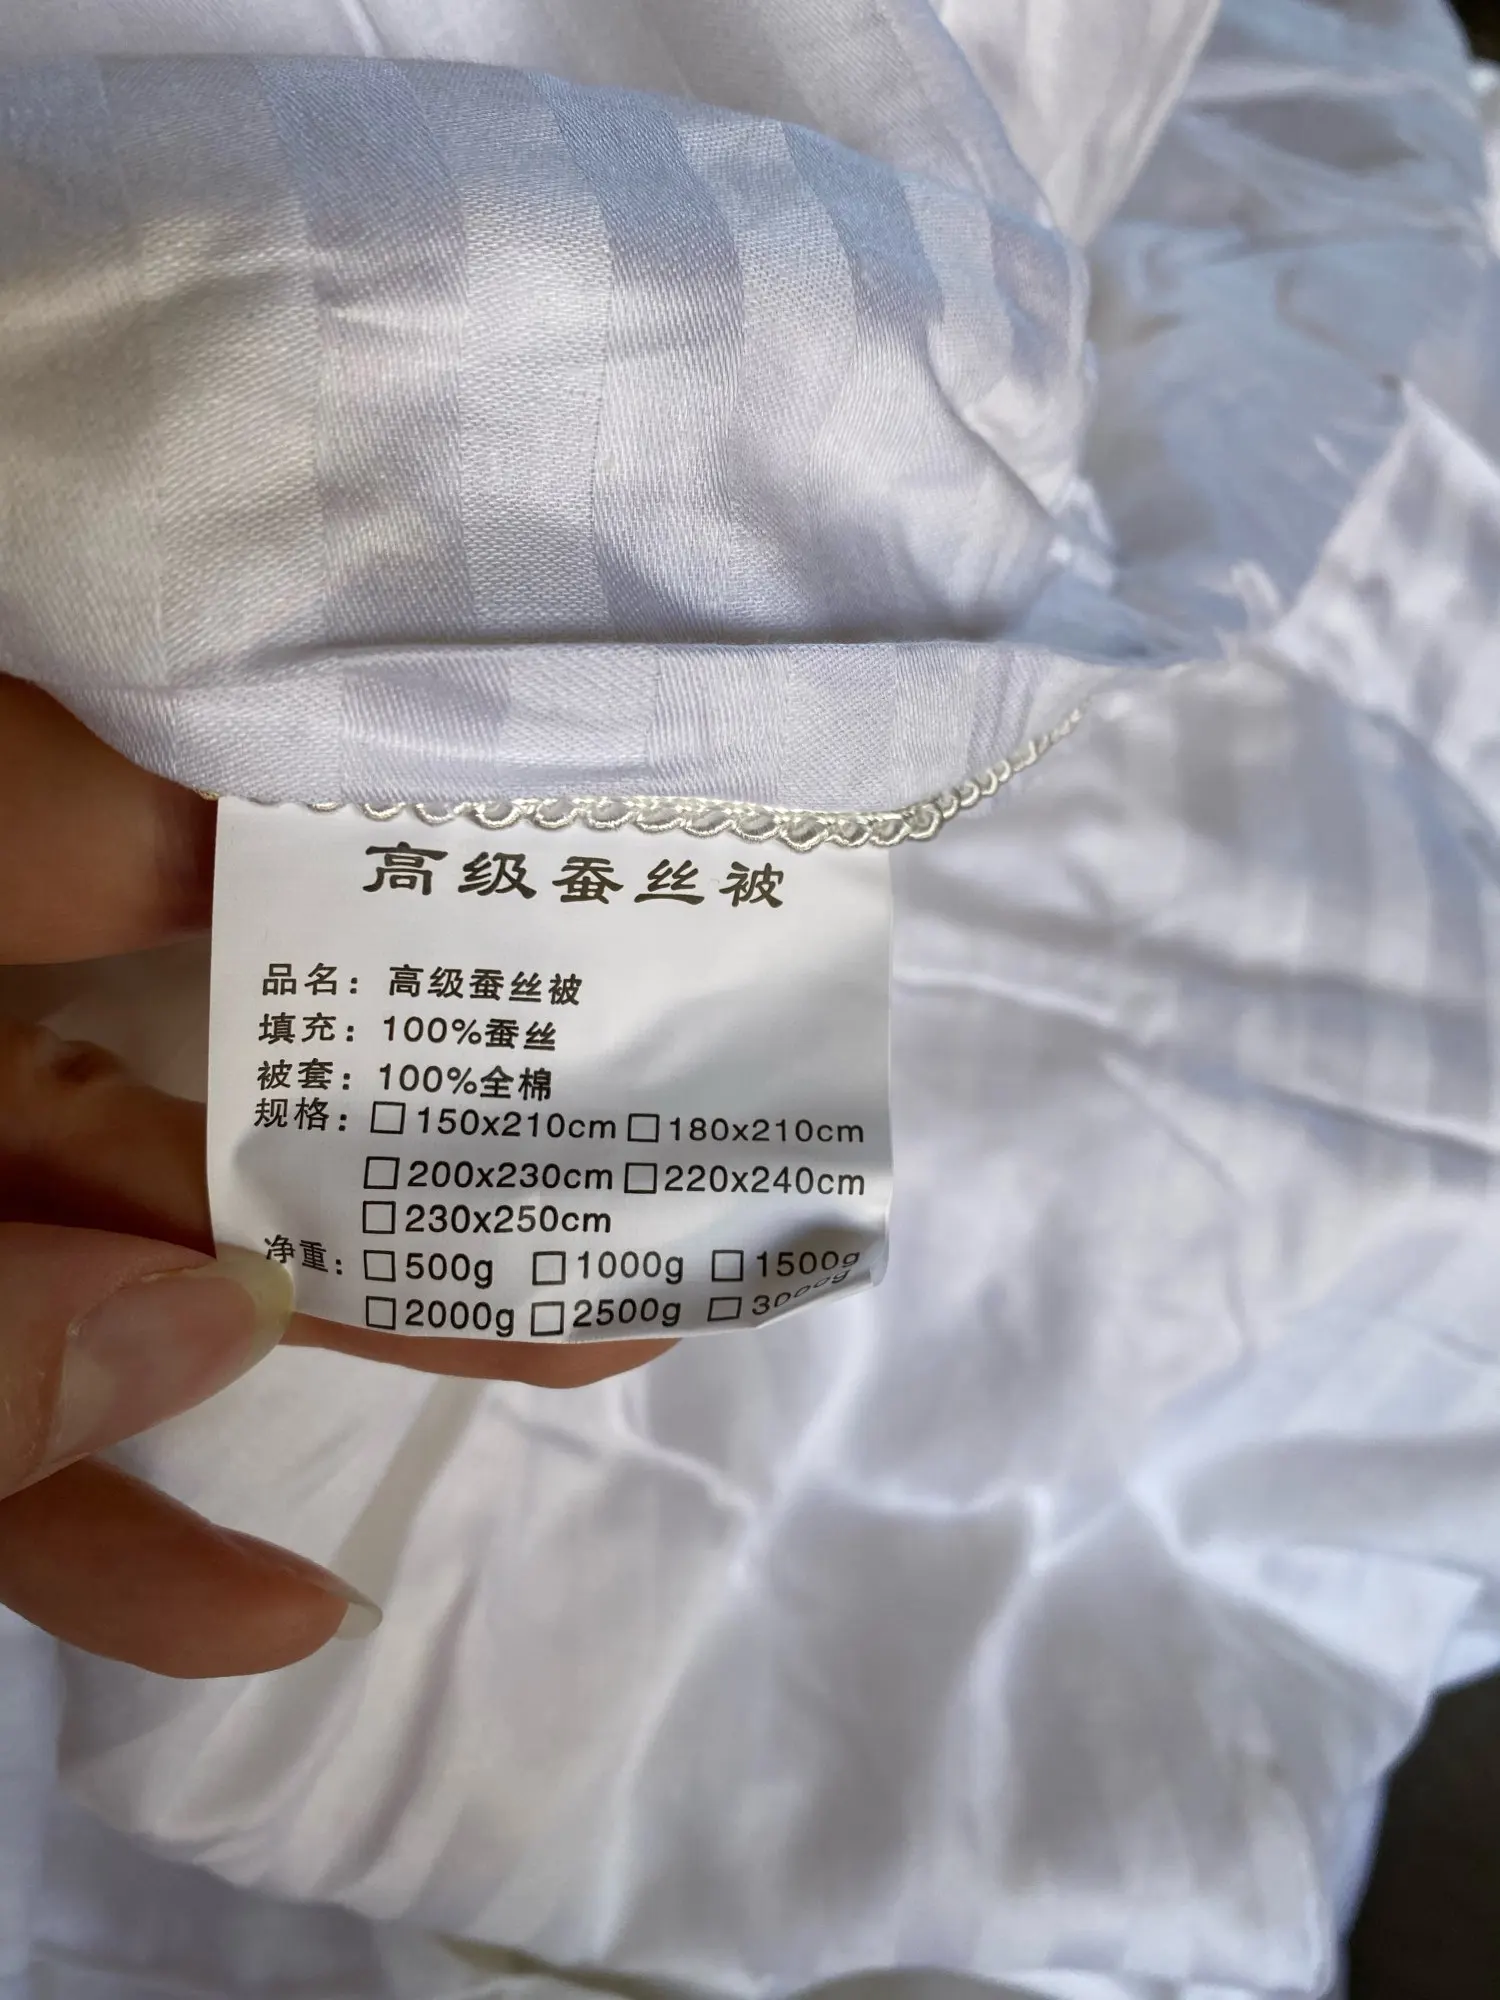 高级蚕丝被
品名：高级蚕丝被
填充：100%蚕丝
被套：100%全棉
规格：□150x210cm □180x210cm
□200x230cm □220x240cm
□230x250cm
净重：□500g □1000g □1500g
□2000g □2500g □3000g